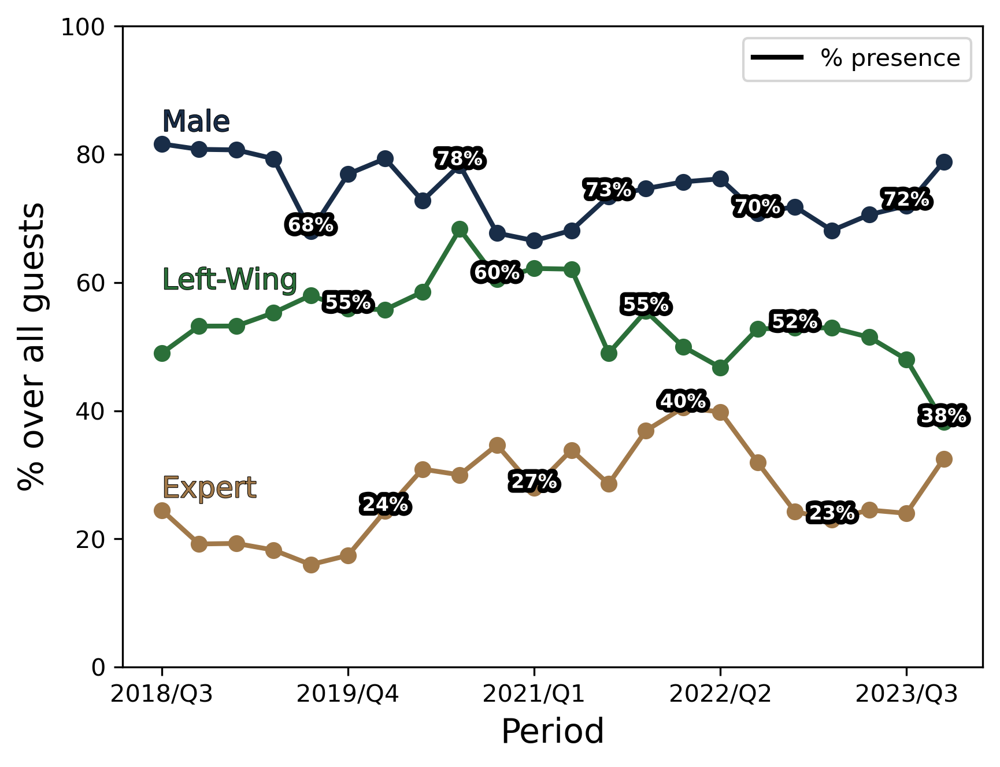 100
80
60
40
20
0
% over all guests
% presence
Male
Left-Wing
Expert
78%
73%
72%
70%
68%
60%
55%
55%
52%
40%
38%
27%
24%
23%
2018/Q3 2019/Q4 2021/Q1 2022/Q2 2023/Q3
Period